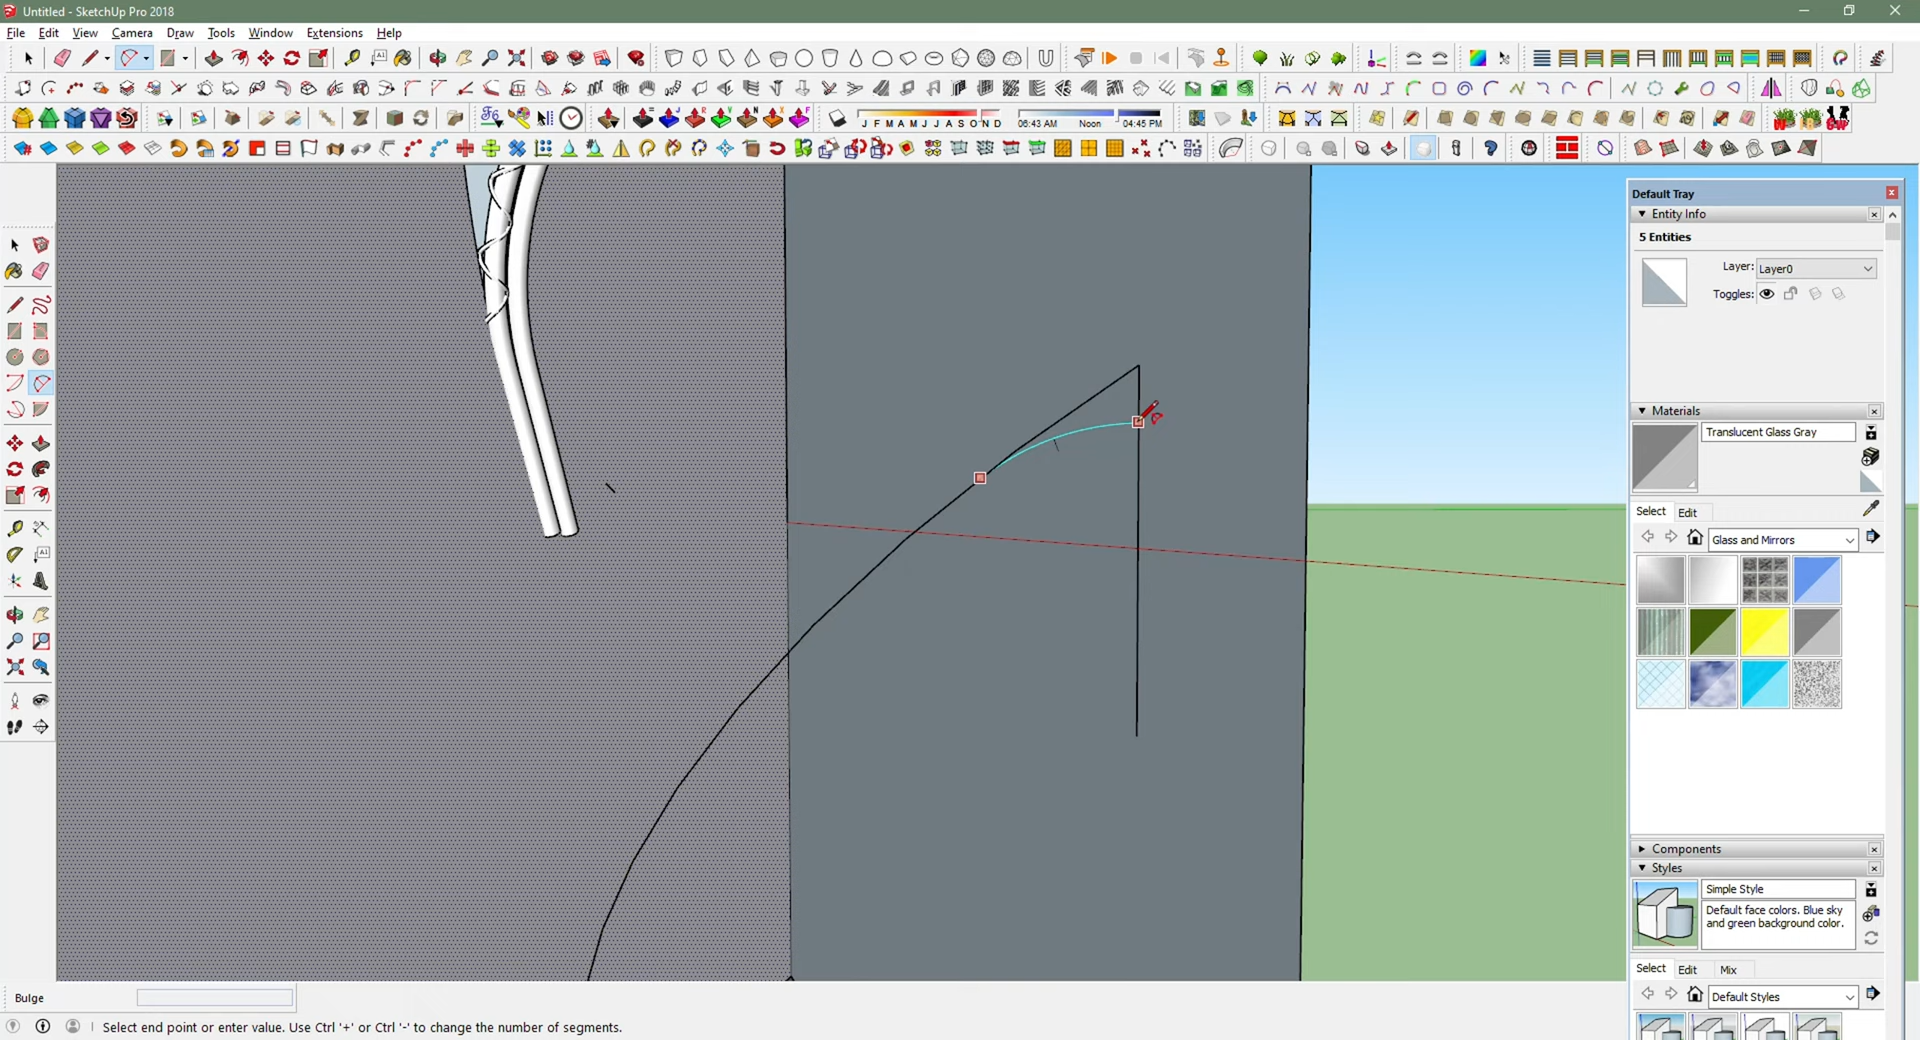 Untitled - SketchUp Pro 2018
File Edit View Camera Draw Tools Window Extensions Help
J F M A M J J A S O N D 06:43 AM Noon 04:45 PM
Default Tray
Entity Info
5 Entities
Layer: Layer0
Toggles:
Materials
Translucent Glass Gray
Select Edit
Glass and Mirrors
Components
Styles
Simple Style
Default face colors. Blue sky
and green background color.
Select Edit Mix
Default Styles
Bulge
Select end point or enter value. Use Ctrl '+' or Ctrl '-' to change the number of segments.